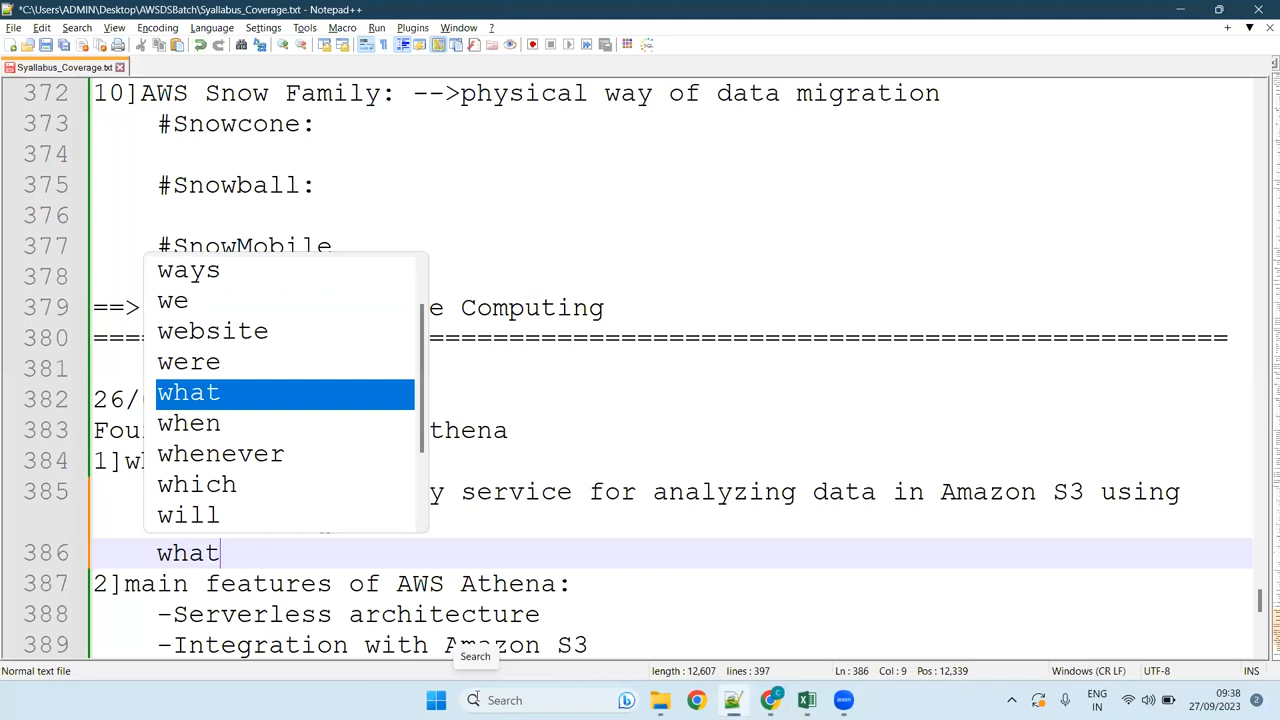 *C:\Users\ADMIN\Desktop\AWSDSBatch\Syallabus_Coverage.txt - Notepad++
File Edit Search View Encoding Language Settings Tools Macro Run Plugins Window ?
Syallabus_Coverage.txt
372 10]AWS Snow Family: -->physical way of data migration
373 #Snowcone:
374
375 #Snowball:
376
377 #SnowMobile
378
379 ==> e Computing
380
381
382 26/
383 Fou thena
384 1]wh
385 y service for analyzing data in Amazon S3 using
386 what
387 2]main features of AWS Athena:
388 -Serverless architecture
389 -Integration with Amazon S3
ways
we
website
were
what
when
whenever
which
will
Search
Normal text file length : 12,607 lines : 397 Ln : 386 Col : 9 Pos : 12,339 Windows (CR LF) UTF-8 INS
Search
ENG
IN
09:38
27/09/2023
2